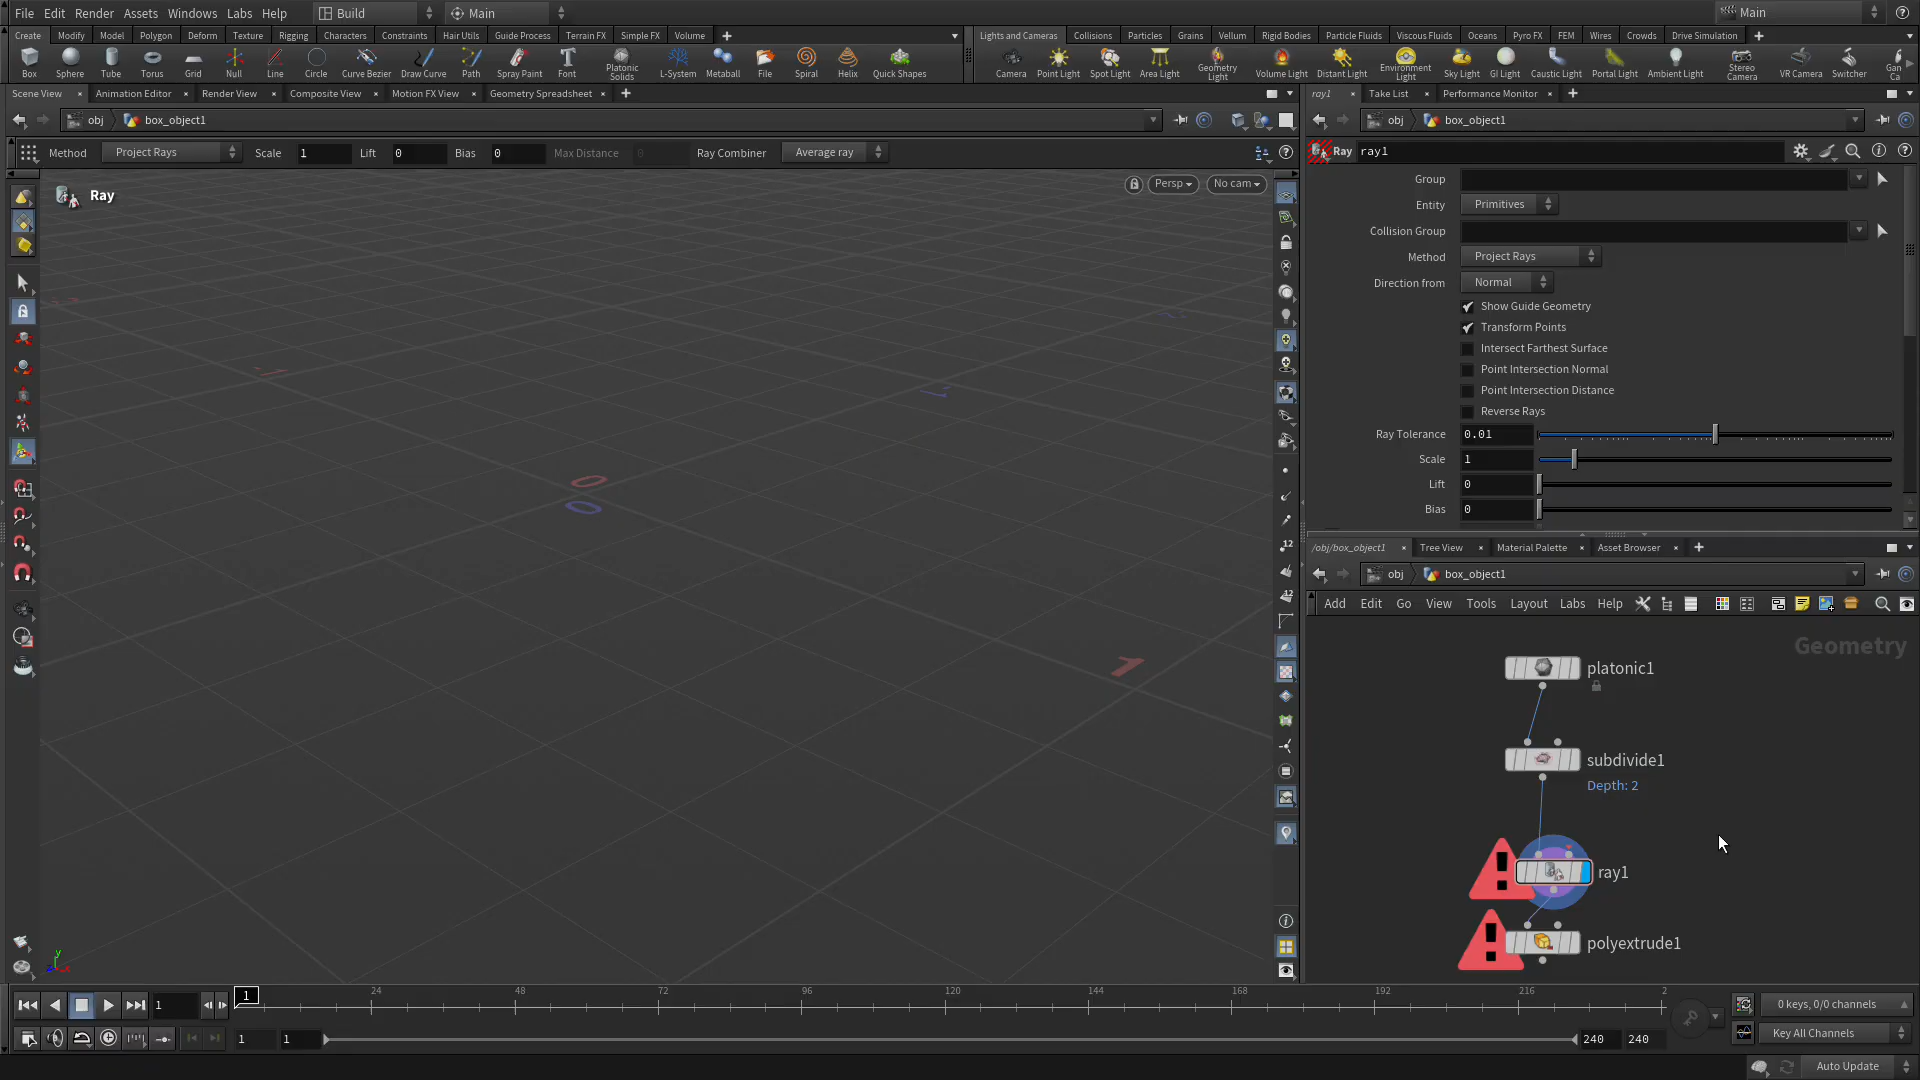 File Edit Render Assets Windows Labs Help Build Main Main
Create Modify Model Polygon Deform Texture Rigging Characters Constraints Hair Utils Guide Process Terrain FX Simple FX Volume
Lights and Cameras Collisions Particles Grains Vellum Rigid Bodies Particle Fluids Viscous Fluids Oceans Pyro FX FEM Wires Crowds Drive Simulation
Box Sphere Tube Torus Grid Null Line Circle Curve Bezier Draw Curve Path Spray Paint Font Platonic Solids L-System Metaball File Spiral Helix Quick Shapes
Camera Point Light Spot Light Area Light Geometry Light Volume Light Distant Light Environment Light Sky Light GI Light Caustic Light Portal Light Ambient Light Stereo Camera VR Camera Switcher Gan Ca
Scene View Animation Editor Render View Composite View Motion FX View Geometry Spreadsheet
ray1 Take List Performance Monitor
obj box_object1
obj box_object1
Method Project Rays Scale 1 Lift 0 Bias 0 Max Distance 0 Ray Combiner Average ray
Ray ray1
Ray
Persp No cam
Group
Entity Primitives
Collision Group
Method Project Rays
Direction from Normal
Show Guide Geometry
Transform Points
Intersect Farthest Surface
Point Intersection Normal
Point Intersection Distance
Reverse Rays
Ray Tolerance 0.01
Scale 1
Lift 0
Bias 0
0
0
1
12
12
y
/obj/box_object1 Tree View Material Palette Asset Browser
obj box_object1
Add Edit Go View Tools Layout Labs Help
Geometry
platonic1
subdivide1
Depth: 2
ray1
polyextrude1
1 1 24 48 72 96 120 144 168 192 216 2
0 keys, 0/0 channels
1 1 240 240
Key All Channels
Auto Update